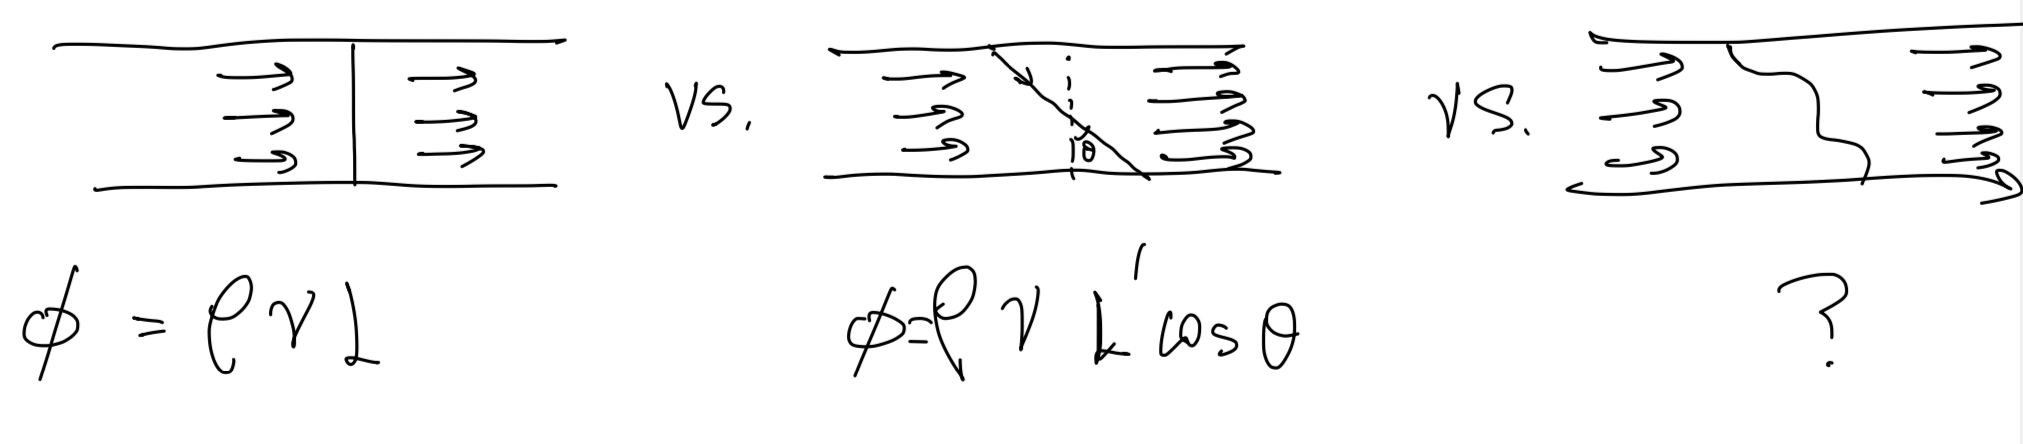 vs. θ vs.
ϕ = ρ v L ϕ = ρ v L' cos θ ?